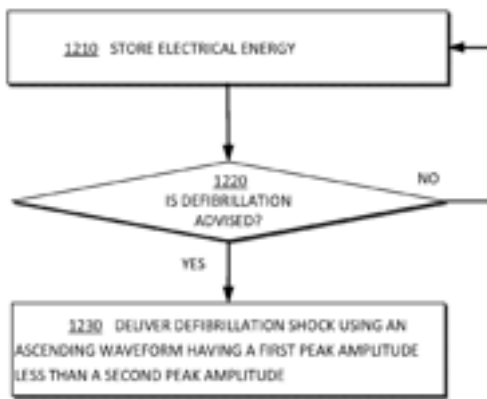 1210 STORE ELECTRICAL ENERGY
1220
IS DEFIBRILLATION
ADVISED?
NO
YES
1230 DELIVER DEFIBRILLATION SHOCK USING AN
ASCENDING WAVEFORM HAVING A FIRST PEAK AMPLITUDE
LESS THAN A SECOND PEAK AMPLITUDE